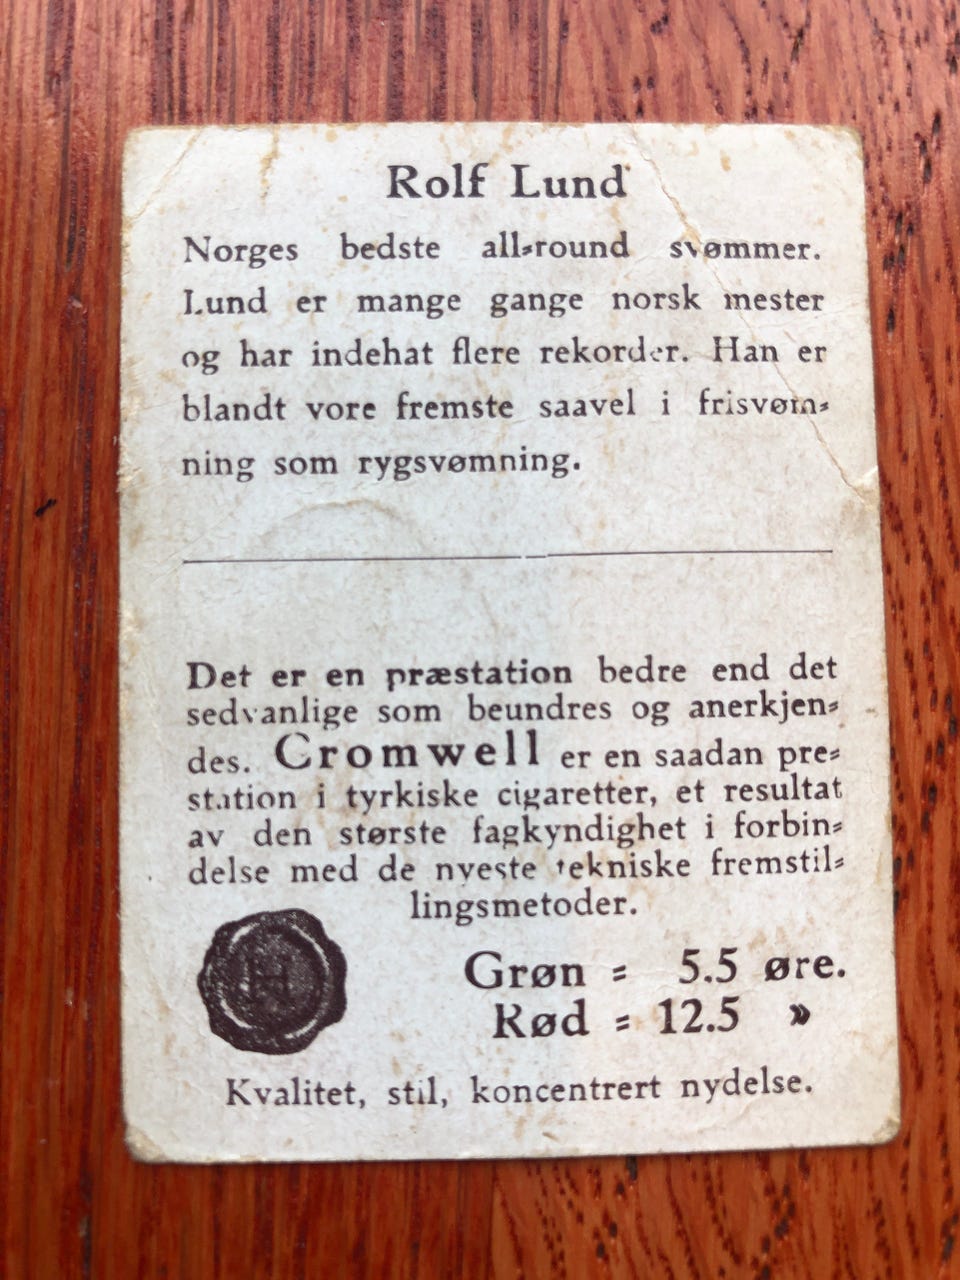 Rolf Lund
Norges bedste all-round svømmer.
Lund er mange gange norsk mester
og har indehat flere rekorder. Han er
blandt vore fremste saavel i frisvøm-
ning som rygsvømning.
Det er en præstation bedre end det
sedvanlige som beundres og anerkjen-
des. Cromwell er en saadan pre-
station i tyrkiske cigaretter, et resultat
av den største fagkyndighet i forbin-
delse med de nyeste tekniske fremstil-
lingsmetoder.
Grøn - 5.5 øre.
Rød - 12.5 »
Kvalitet, stil, koncentrert nydelse.